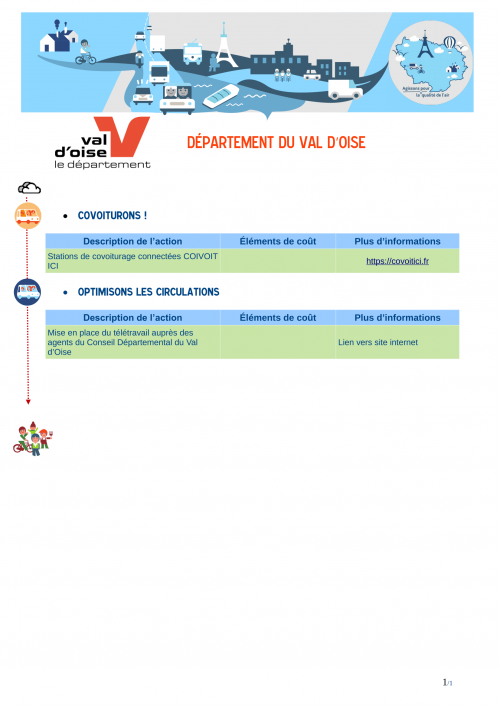 Agissons pour
la qualité de l'air
val
d'oise
le département
DÉPARTEMENT DU VAL D'OISE
• COVOITURONS !
Description de l'action Éléments de coût Plus d'informations
Stations de covoiturage connectées COIVOIT
ICI
https://covoitici.fr
• OPTIMISONS LES CIRCULATIONS
Description de l'action Éléments de coût Plus d'informations
Mise en place du télétravail auprès des
agents du Conseil Départemental du Val
d'Oise
Lien vers site internet
1/1